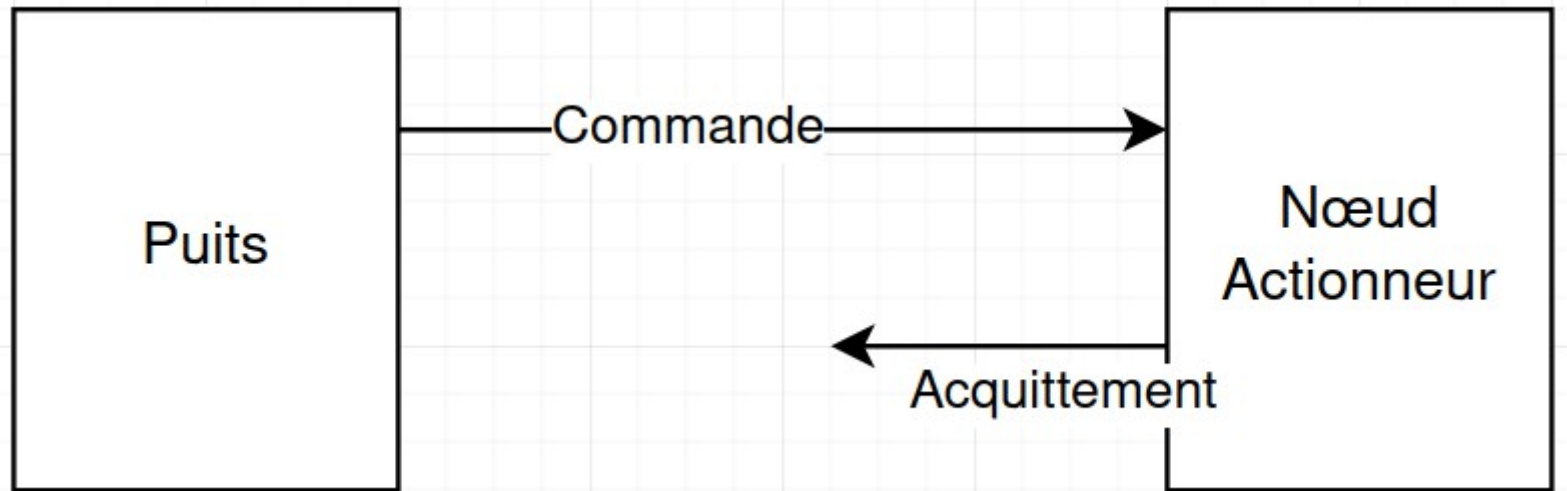 Commande
Puits
Nœud
Actionneur
Acquittement